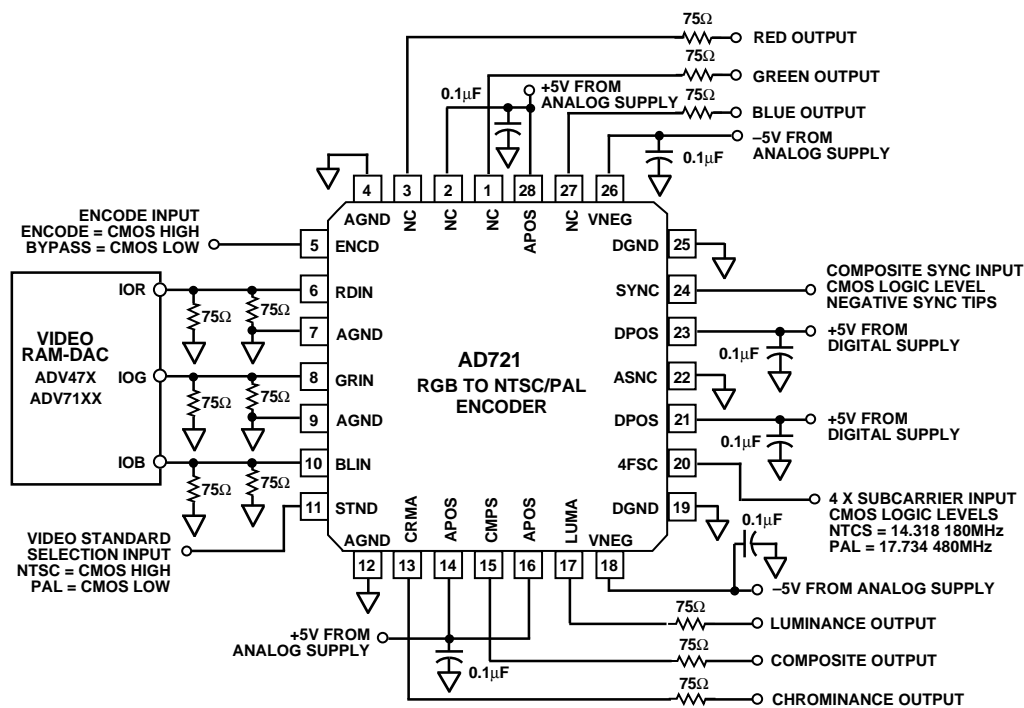 75Ω
RED OUTPUT
75Ω
GREEN OUTPUT
75Ω
BLUE OUTPUT
0.1µF
+5V FROM
ANALOG SUPPLY
–5V FROM
ANALOG SUPPLY
0.1µF
4
3
2
1
28
27
26
AGND
NC
NC
NC
APOS
NC
VNEG
ENCODE INPUT
ENCODE = CMOS HIGH
BYPASS = CMOS LOW
5
ENCD
DGND
25
VIDEO
RAM-DAC
ADV47X
ADV71XX
IOR
75Ω
75Ω
6
RDIN
7
AGND
IOG
75Ω
75Ω
8
GRIN
9
AGND
IOB
75Ω
75Ω
10
BLIN
11
STND
AD721
RGB TO NTSC/PAL
ENCODER
SYNC
24
COMPOSITE SYNC INPUT
CMOS LOGIC LEVEL
NEGATIVE SYNC TIPS
DPOS
23
+5V FROM
DIGITAL SUPPLY
0.1µF
ASNC
22
DPOS
21
+5V FROM
DIGITAL SUPPLY
0.1µF
4FSC
20
4 X SUBCARRIER INPUT
CMOS LOGIC LEVELS
NTCS = 14.318 180MHz
PAL = 17.734 480MHz
DGND
19
VIDEO STANDARD
SELECTION INPUT
NTSC = CMOS HIGH
PAL = CMOS LOW
AGND
CRMA
APOS
CMPS
APOS
LUMA
VNEG
12
13
14
15
16
17
18
0.1µF
–5V FROM ANALOG SUPPLY
+5V FROM
ANALOG SUPPLY
0.1µF
75Ω
LUMINANCE OUTPUT
75Ω
COMPOSITE OUTPUT
75Ω
CHROMINANCE OUTPUT